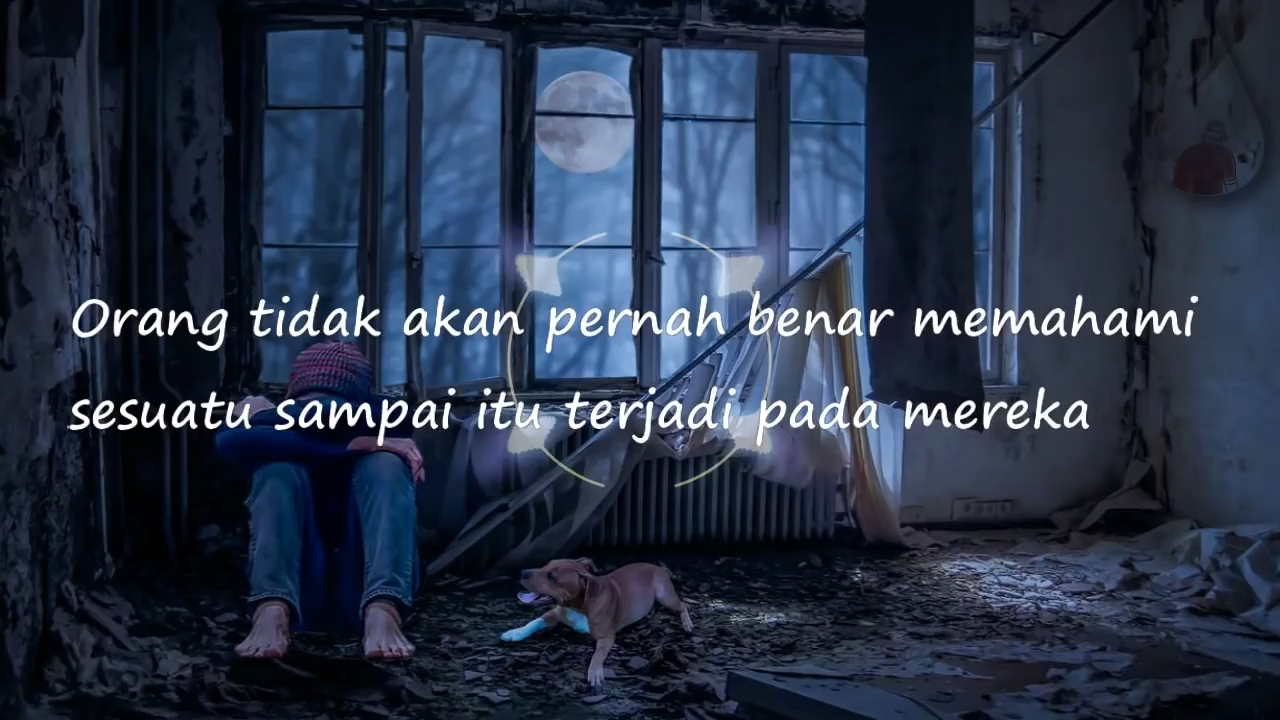 Orang tidak akan pernah benar memahami
sesuatu sampai itu terjadi pada mereka